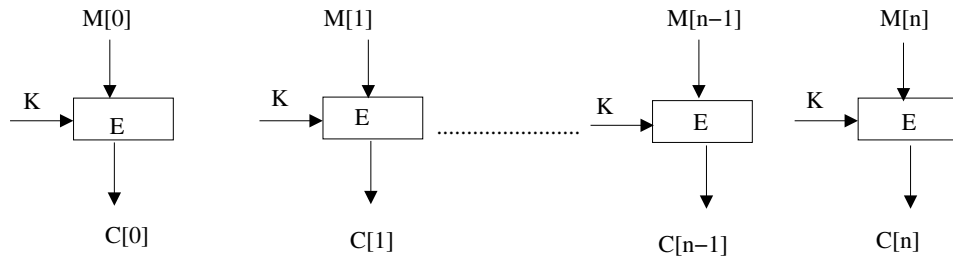 M[0] M[1] M[n−1] M[n]
K K K K
E E E E
C[0] C[1] C[n-1] C[n]